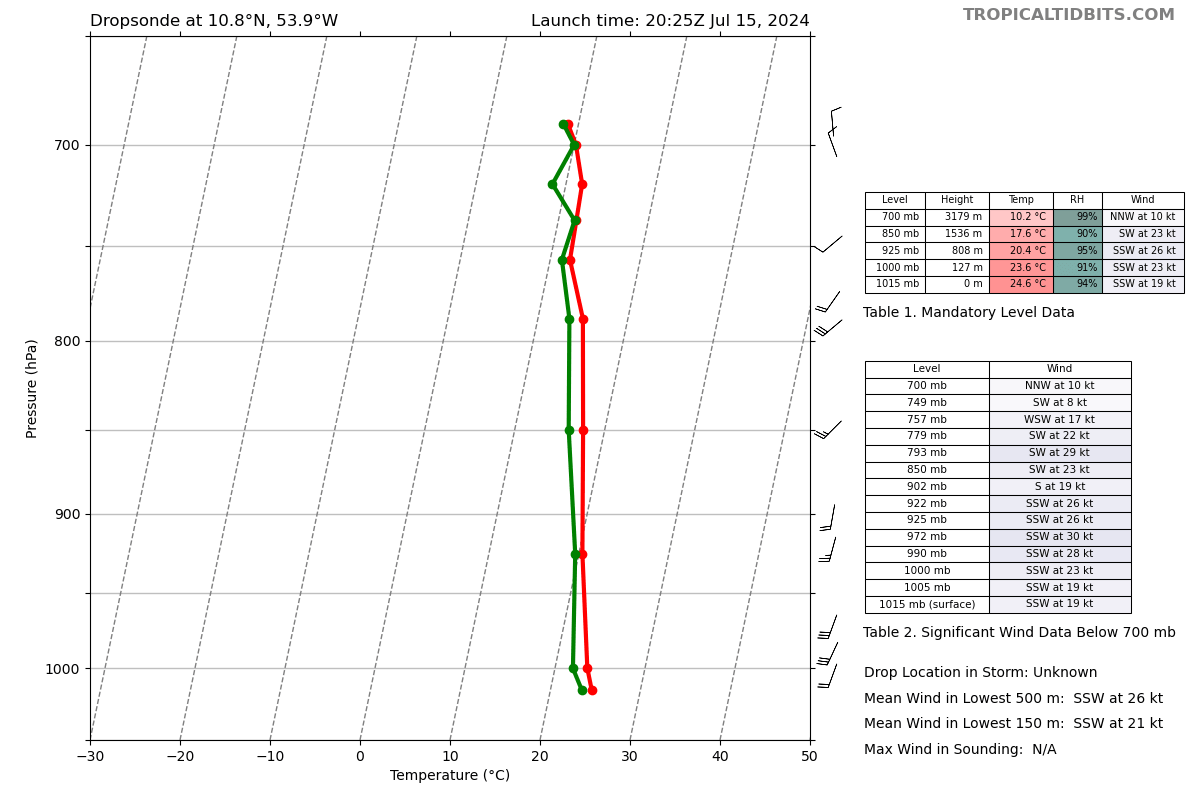 TROPICALTIDBITS.COM
Dropsonde at 10.8°N, 53.9°W Launch time: 20:25Z Jul 15, 2024
700
800
900
1000
Pressure (hPa)
−30 −20 −10 0 10 20 30 40 50
Temperature (°C)
Level Height Temp RH Wind
700 mb 3179 m 10.2 °C 99% NNW at 10 kt
850 mb 1536 m 17.6 °C 90% SW at 23 kt
925 mb 808 m 20.4 °C 95% SSW at 26 kt
1000 mb 127 m 23.6 °C 91% SSW at 23 kt
1015 mb 0 m 24.6 °C 94% SSW at 19 kt
Table 1. Mandatory Level Data
Level Wind
700 mb NNW at 10 kt
749 mb SW at 8 kt
757 mb WSW at 17 kt
779 mb SW at 22 kt
793 mb SW at 29 kt
850 mb SW at 23 kt
902 mb S at 19 kt
922 mb SSW at 26 kt
925 mb SSW at 26 kt
972 mb SSW at 30 kt
990 mb SSW at 28 kt
1000 mb SSW at 23 kt
1005 mb SSW at 19 kt
1015 mb (surface) SSW at 19 kt
Table 2. Significant Wind Data Below 700 mb
Drop Location in Storm: Unknown
Mean Wind in Lowest 500 m: SSW at 26 kt
Mean Wind in Lowest 150 m: SSW at 21 kt
Max Wind in Sounding: N/A